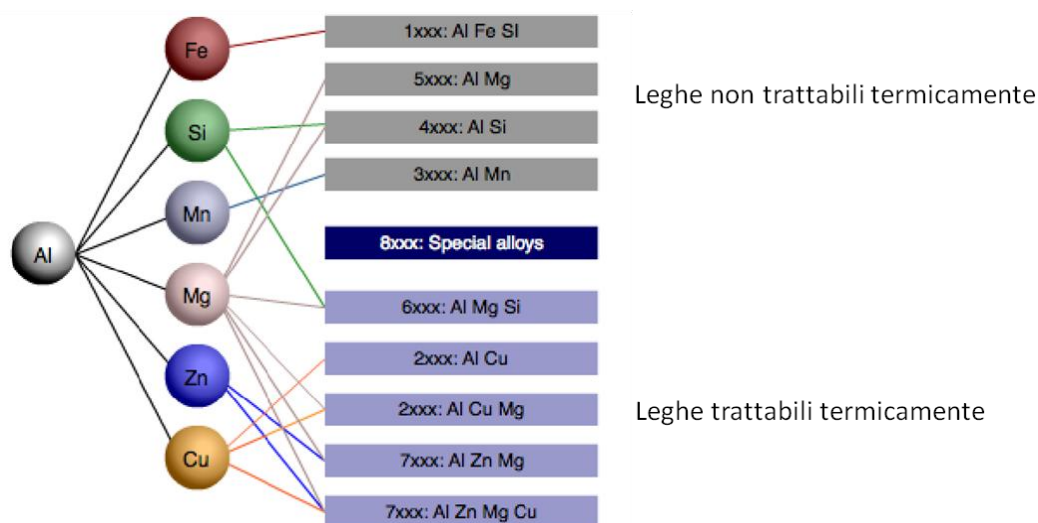 Fe
Si
Mn
Al
Mg
Zn
Cu
1xxx: Al Fe SI
5xxx: Al Mg
4xxx: Al Si
3xxx: Al Mn
8xxx: Special alloys
6xxx: Al Mg Si
2xxx: Al Cu
2xxx: Al Cu Mg
7xxx: Al Zn Mg
7xxx: Al Zn Mg Cu
Leghe non trattabili termicamente
Leghe trattabili termicamente